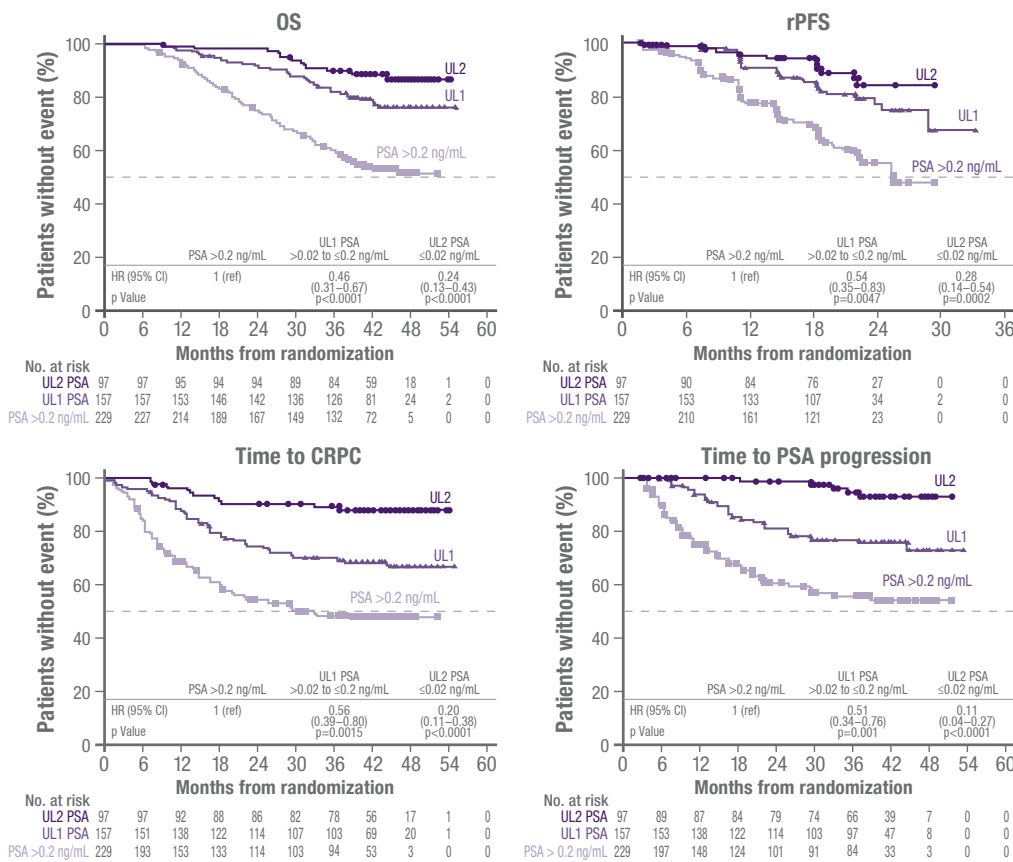 OS
Patients without event (%)
100
80
60
40
20
0
UL2
UL1
PSA >0.2 ng/mL
PSA >0.2 ng/mL UL1 PSA >0.02 to ≤0.2 ng/mL UL2 PSA ≤0.02 ng/mL
HR (95% CI) 1 (ref) 0.46 (0.31–0.67) 0.24 (0.13–0.43)
p Value p<0.0001 p<0.0001
0 6 12 18 24 30 36 42 48 54 60
Months from randomization
No. at risk
UL2 PSA 97 97 95 94 94 89 84 59 18 1 0
UL1 PSA 157 157 153 146 142 136 126 81 24 2 0
PSA >0.2 ng/mL 229 227 214 189 167 149 132 72 5 0 0
rPFS
Patients without event (%)
100
80
60
40
20
0
UL2
UL1
PSA >0.2 ng/mL
PSA >0.2 ng/mL UL1 PSA >0.02 to ≤0.2 ng/mL UL2 PSA ≤0.02 ng/mL
HR (95% CI) 1 (ref) 0.54 (0.35–0.83) 0.28 (0.14–0.54)
p Value p=0.0047 p=0.0002
0 6 12 18 24 30 36
Months from randomization
No. at risk
UL2 PSA 97 90 84 76 27 0 0
UL1 PSA 157 153 133 107 34 2 0
PSA >0.2 ng/mL 229 210 161 121 23 0 0
Time to CRPC
Patients without event (%)
100
80
60
40
20
0
UL2
UL1
PSA >0.2 ng/mL
PSA >0.2 ng/mL UL1 PSA >0.02 to ≤0.2 ng/mL UL2 PSA ≤0.02 ng/mL
HR (95% CI) 1 (ref) 0.56 (0.39–0.80) 0.20 (0.11–0.38)
p Value p=0.0015 p<0.0001
0 6 12 18 24 30 36 42 48 54 60
Months from randomization
No. at risk
UL2 PSA 97 97 92 88 86 82 78 56 17 1 0
UL1 PSA 157 151 138 122 114 107 103 69 20 1 0
PSA >0.2 ng/mL 229 193 153 133 114 103 94 53 3 0 0
Time to PSA progression
Patients without event (%)
100
80
60
40
20
0
UL2
UL1
PSA >0.2 ng/mL
PSA >0.2 ng/mL UL1 PSA >0.02 to ≤0.2 ng/mL UL2 PSA ≤0.02 ng/mL
HR (95% CI) 1 (ref) 0.51 (0.34–0.76) 0.11 (0.04–0.27)
p Value p=0.001 p<0.0001
0 6 12 18 24 30 36 42 48 54 60
Months from randomization
No. at risk
UL2 PSA 97 89 87 84 79 74 66 39 7 0 0
UL1 PSA 157 153 138 122 114 103 97 47 8 0 0
PSA > 0.2 ng/mL 229 197 148 124 101 91 84 33 3 0 0